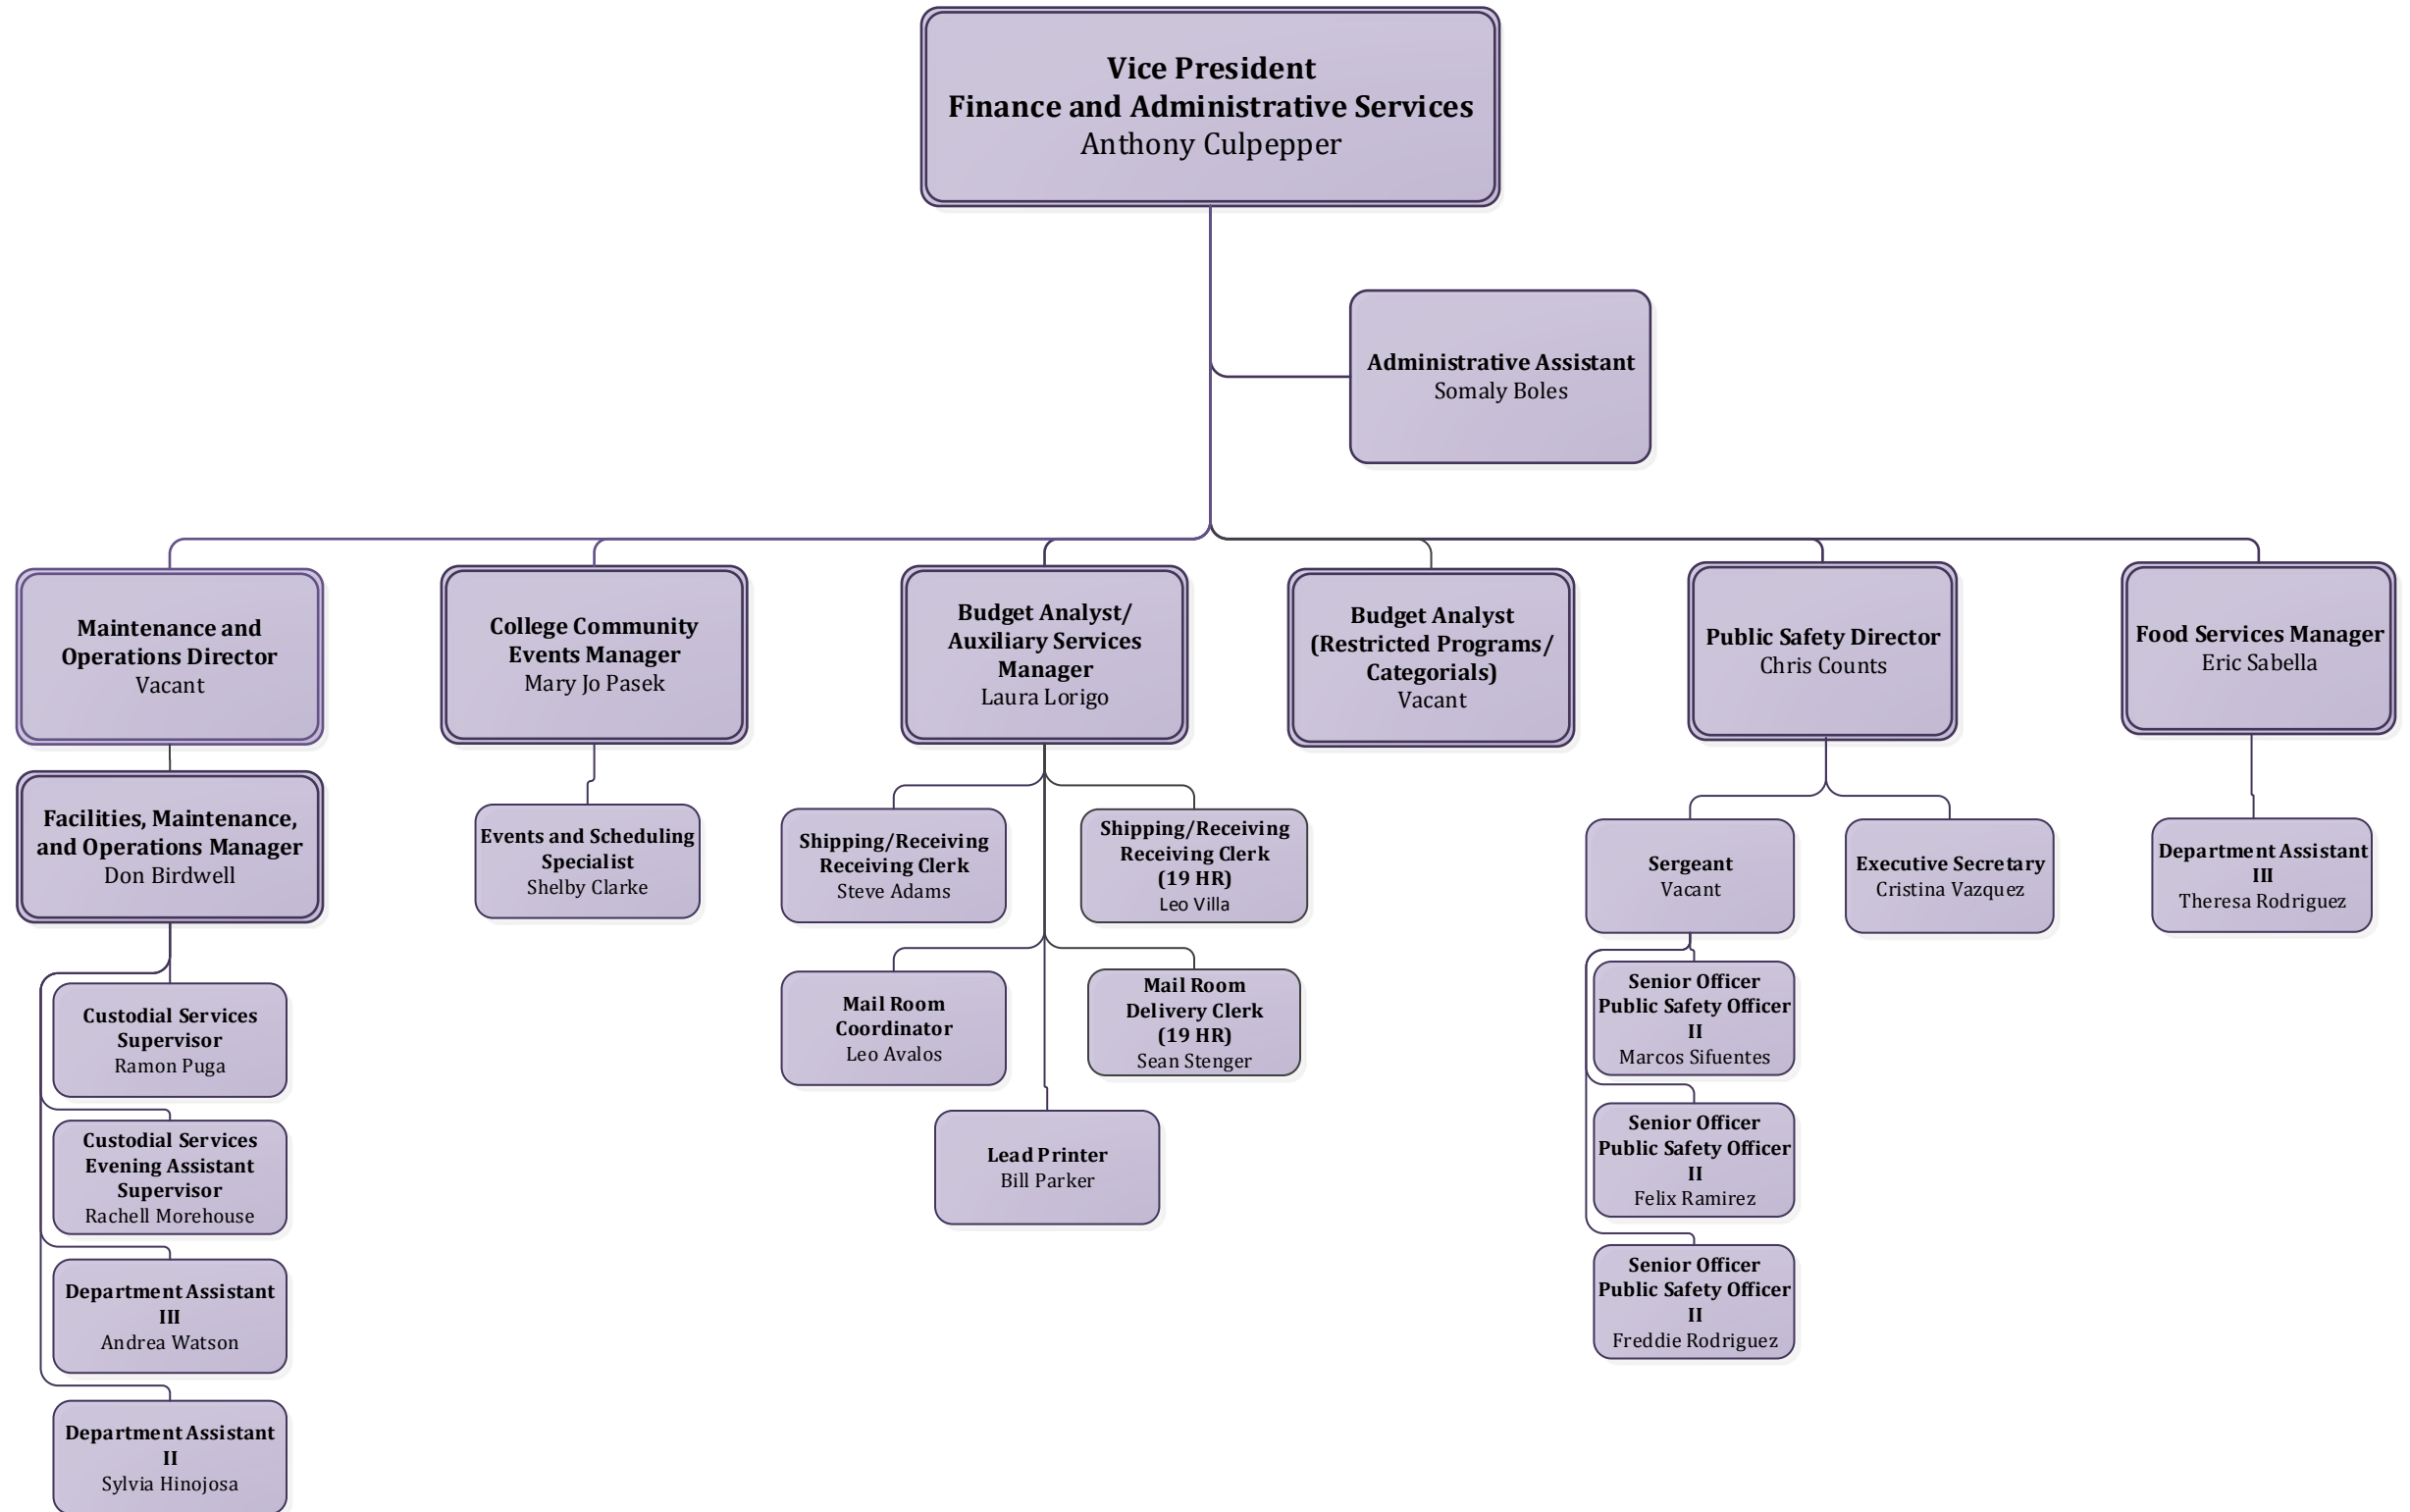 Vice President
Finance and Administrative Services
Anthony Culpepper
Administrative Assistant
Somaly Boles
Maintenance and
Operations Director
Vacant
College Community
Events Manager
Mary Jo Pasek
Budget Analyst/
Auxiliary Services
Manager
Laura Lorigo
Budget Analyst
(Restricted Programs/
Categorials)
Vacant
Public Safety Director
Chris Counts
Food Services Manager
Eric Sabella
Facilities, Maintenance,
and Operations Manager
Don Birdwell
Events and Scheduling
Specialist
Shelby Clarke
Shipping/Receiving
Receiving Clerk
Steve Adams
Shipping/Receiving
Receiving Clerk
(19 HR)
Leo Villa
Sergeant
Vacant
Executive Secretary
Cristina Vazquez
Department Assistant
III
Theresa Rodriguez
Custodial Services
Supervisor
Ramon Puga
Mail Room
Coordinator
Leo Avalos
Mail Room
Delivery Clerk
(19 HR)
Sean Stenger
Senior Officer
Public Safety Officer
II
Marcos Sifuentes
Custodial Services
Evening Assistant
Supervisor
Rachell Morehouse
Lead Printer
Bill Parker
Senior Officer
Public Safety Officer
II
Felix Ramirez
Department Assistant
III
Andrea Watson
Senior Officer
Public Safety Officer
II
Freddie Rodriguez
Department Assistant
II
Sylvia Hinojosa